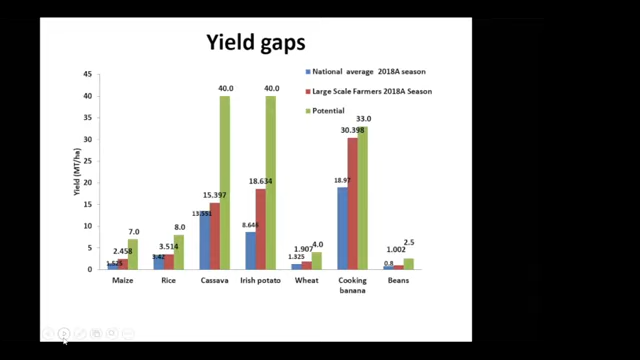 Yield gaps
National average 2018A season
Large Scale Farmers 2018A Season
Potential
Yield (MT/ha)
45
40
35
30
25
20
15
10
5
0
2.458
7.0
3.42
3.514
8.0
13.551
15.397
40.0
8.648
18.634
40.0
1.325
1.907
4.0
18.97
30.398
33.0
0.8
1.002
2.5
Maize
Rice
Cassava
Irish potato
Wheat
Cooking banana
Beans